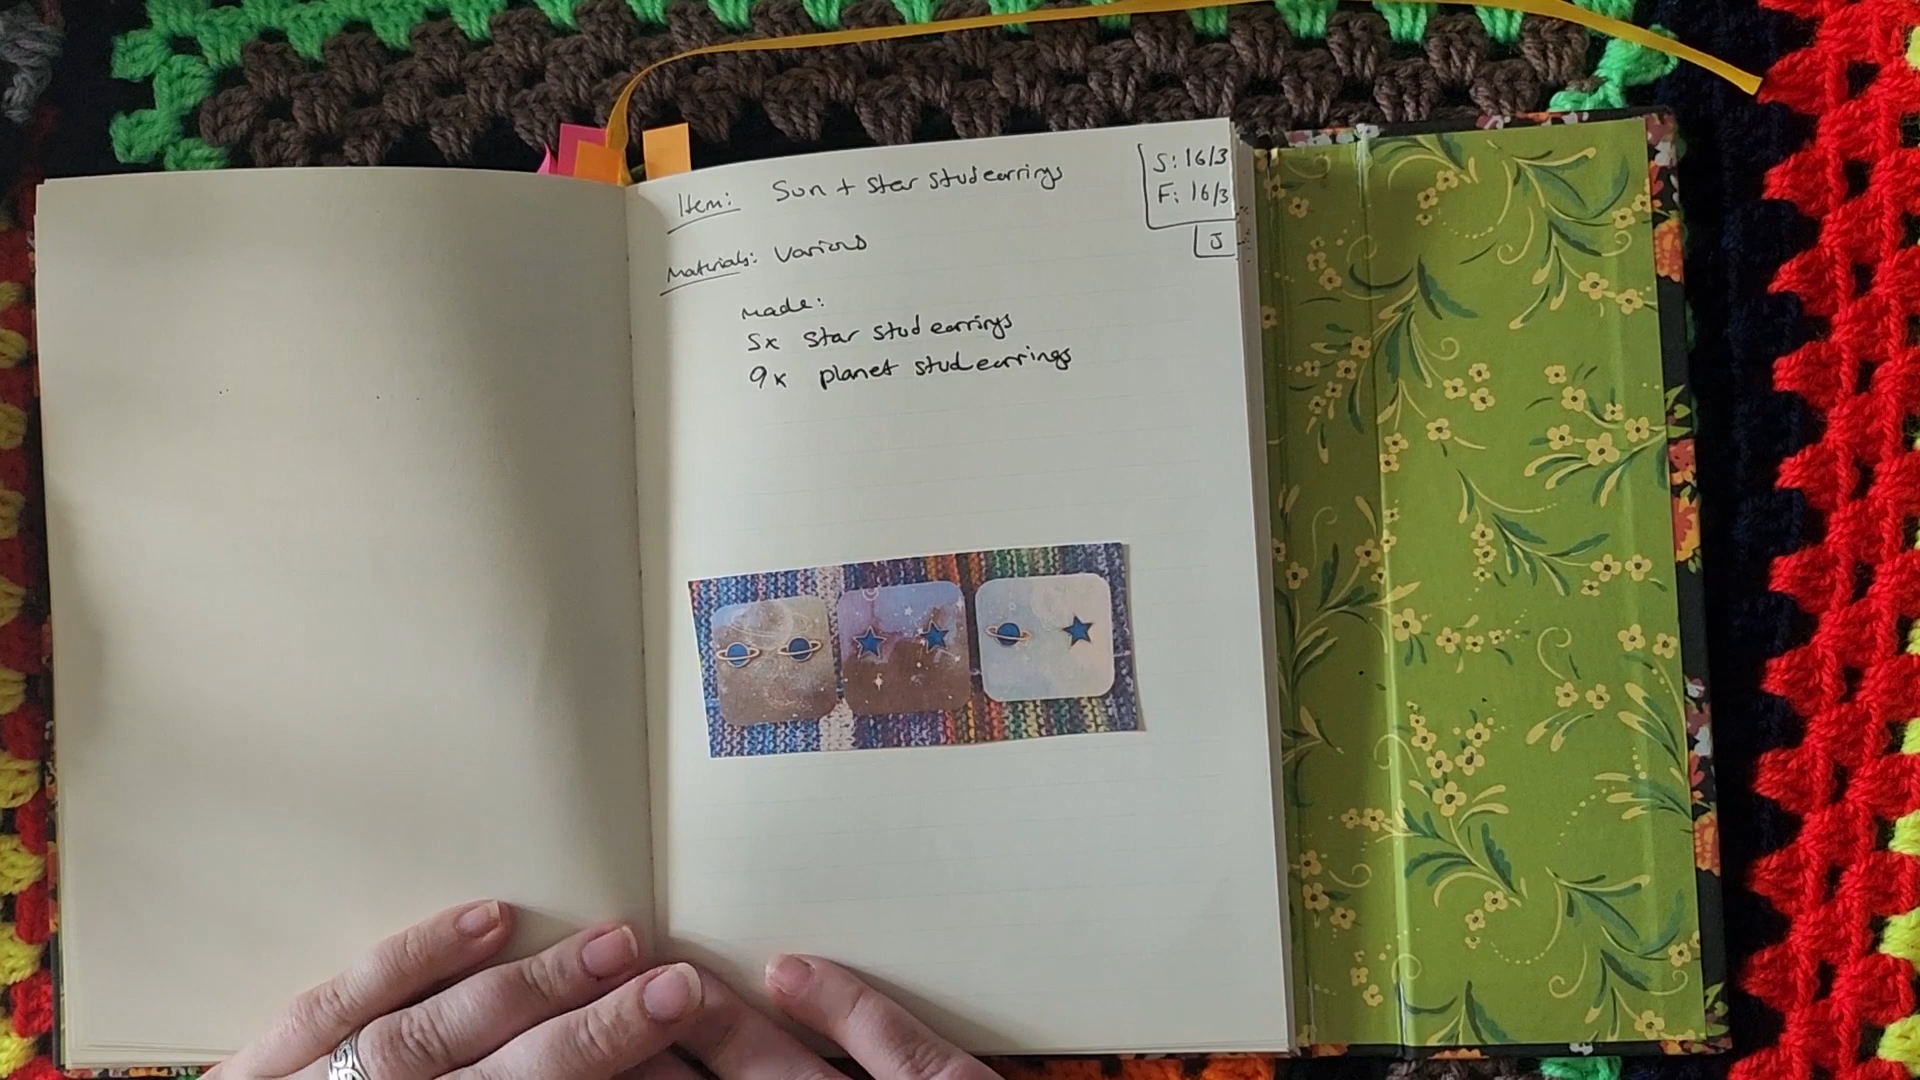 Item: Sun + Star stud earrings
S: 16/3
F: 16/3
J
Materials: Various
Made:
5x Star stud earrings
9x planet stud earrings